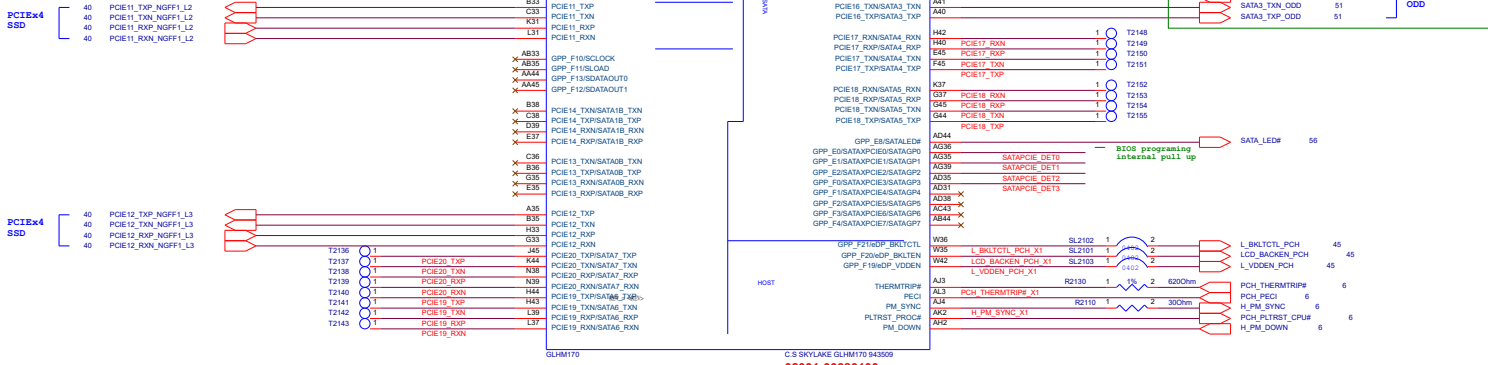 B33 PCIE11_TXP
C33 PCIE11_TXN
K31 PCIE11_RXP
L31 PCIE11_RXN
PCIEx4
SSD
40 PCIE11_TXP_NGFF1_L2
40 PCIE11_TXN_NGFF1_L2
40 PCIE11_RXP_NGFF1_L2
40 PCIE11_RXN_NGFF1_L2
AB33 GPP_F10/SCLOCK
AB35 GPP_F11/SLOAD
AA44 GPP_F13/SDATAOUT0
AA45 GPP_F12/SDATAOUT1
B38 PCIE14_TXN/SATA1B_TXN
C38 PCIE14_TXP/SATA1B_TXP
D39 PCIE14_RXN/SATA1B_RXN
E37 PCIE14_RXP/SATA1B_RXP
C36 PCIE13_TXN/SATA0B_TXN
B36 PCIE13_TXP/SATA0B_TXP
G35 PCIE13_RXN/SATA0B_RXN
E35 PCIE13_RXP/SATA0B_RXP
PCIEx4
SSD
40 PCIE12_TXP_NGFF1_L3
40 PCIE12_TXN_NGFF1_L3
40 PCIE12_RXP_NGFF1_L3
40 PCIE12_RXN_NGFF1_L3
A35 PCIE12_TXP
B35 PCIE12_TXN
H33 PCIE12_RXP
G33 PCIE12_RXN
T2136 1 PCIE20_TXP J45 PCIE20_TXP/SATA7_TXP
T2137 1 PCIE20_TXN K44 PCIE20_TXN/SATA7_TXN
T2138 1 PCIE20_RXP N38 PCIE20_RXP/SATA7_RXP
T2139 1 PCIE20_RXN N39 PCIE20_RXN/SATA7_RXN
T2140 1 PCIE19_TXP H44 PCIE19_TXP/SATA6_TXP
T2141 1 PCIE19_TXN H43 PCIE19_TXN/SATA6_TXN
T2142 1 PCIE19_RXP L39 PCIE19_RXP/SATA6_RXP
T2143 1 PCIE19_RXN L37 PCIE19_RXN/SATA6_RXN
GLHM170
C.S SKYLAKE GLHM170 943509
SATA
HOST
PCIE16_TXN/SATA3_TXN A41 SATA3_TXN_ODD 51
PCIE16_TXP/SATA3_TXP A40 SATA3_TXP_ODD 51
ODD
PCIE17_RXN/SATA4_RXN H42 PCIE17_RXN 1 T2148
PCIE17_RXP/SATA4_RXP H40 PCIE17_RXP 1 T2149
PCIE17_TXN/SATA4_TXN E45 PCIE17_TXN 1 T2150
PCIE17_TXP/SATA4_TXP F45 PCIE17_TXP 1 T2151
PCIE18_RXN/SATA5_RXN K37 PCIE18_RXN 1 T2152
PCIE18_RXP/SATA5_RXP G37 PCIE18_RXP 1 T2153
PCIE18_TXN/SATA5_TXN G45 PCIE18_TXN 1 T2154
PCIE18_TXP/SATA5_TXP G44 PCIE18_TXP 1 T2155
GPP_E8/SATALED# AD44 SATA_LED# 56
GPP_E0/SATAXPCIE0/SATAGP0 AG36 SATAPCIE_DET0
GPP_E1/SATAXPCIE1/SATAGP1 AG35 SATAPCIE_DET1
GPP_E2/SATAXPCIE2/SATAGP2 AG39 SATAPCIE_DET2
GPP_F0/SATAXPCIE3/SATAGP3 AD35 SATAPCIE_DET3
GPP_F1/SATAXPCIE4/SATAGP4 AD31
GPP_F2/SATAXPCIE5/SATAGP5 AD38
GPP_F3/SATAXPCIE6/SATAGP6 AC43
GPP_F4/SATAXPCIE7/SATAGP7 AB44
BIOS programing
internal pull up
GPP_F21/eDP_BKLTCTL W36 L_BKLTCTL_PCH_X1 SL2102 1 2 0402 L_BKLTCTL_PCH 45
GPP_F20/eDP_BKLTEN W35 LCD_BACKEN_PCH_X1 SL2101 1 2 0402 LCD_BACKEN_PCH 45
GPP_F19/eDP_VDDEN W42 L_VDDEN_PCH_X1 SL2103 1 2 0402 L_VDDEN_PCH 45
THERMTRIP# AJ3 PCH_THERMTRIP#_X1 R2130 1 1% 2 620Ohm PCH_THERMTRIP# 6
PECI AL3 PCH_PECI 6
PM_SYNC AJ4 H_PM_SYNC_X1 R2110 1 2 30Ohm H_PM_SYNC 6
PLTRST_PROC# AK2 PCH_PLTRST_CPU# 6
PM_DOWN AH2 H_PM_DOWN 6